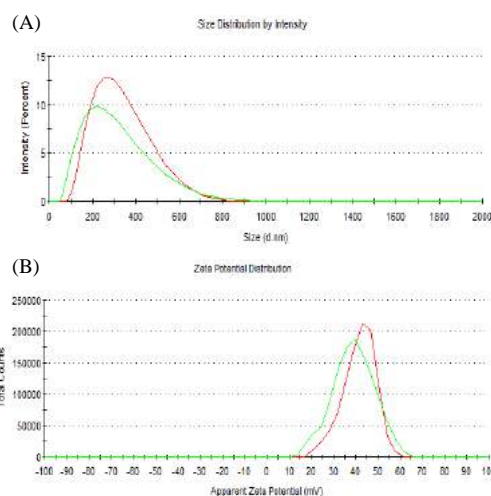 (A)
Size Distribution by Intensity
Intensity (Percent)
15
10
5
0
0 200 400 600 800 1000 1200 1400 1600 1800 2000
Size (d.nm)
(B)
Zeta Potential Distribution
Total Counts
250000
200000
150000
100000
50000
0
-100 -90 -80 -70 -60 -50 -40 -30 -20 -10 0 10 20 30 40 50 60 70 80 90 10
Apparent Zeta Potential (mV)